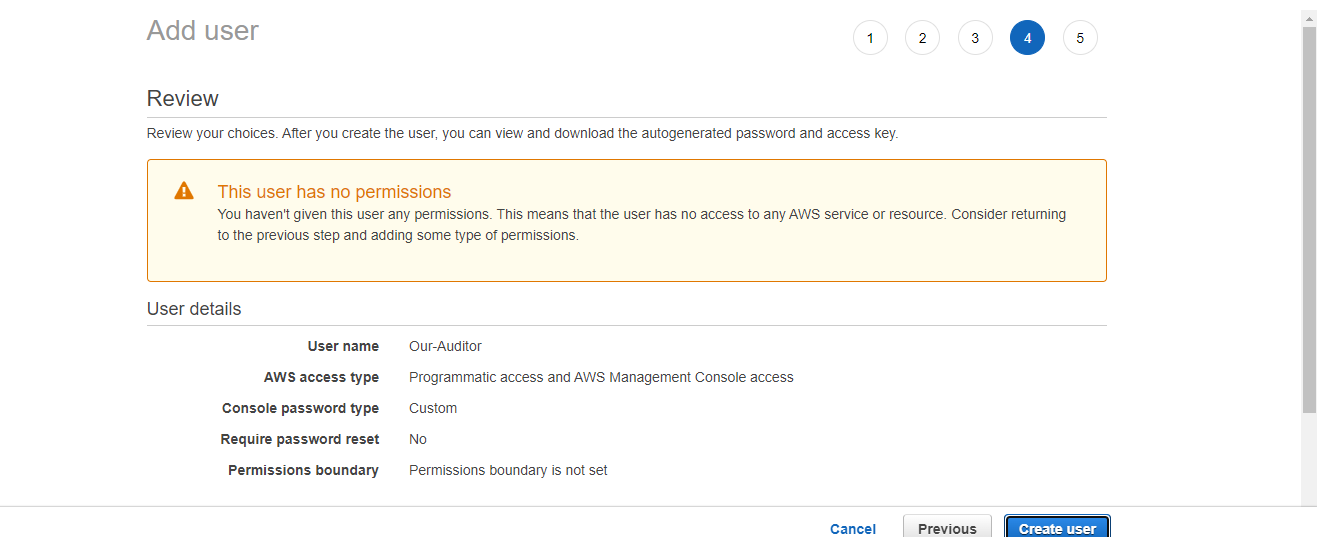 Add user
1 2 3 4 5
Review
Review your choices. After you create the user, you can view and download the autogenerated password and access key.
This user has no permissions
You haven't given this user any permissions. This means that the user has no access to any AWS service or resource. Consider returning
to the previous step and adding some type of permissions.
User details
User name Our-Auditor
AWS access type Programmatic access and AWS Management Console access
Console password type Custom
Require password reset No
Permissions boundary Permissions boundary is not set
Cancel Previous Create user